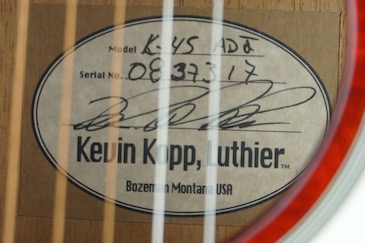 Model K-45 ADJ
Serial No. 0837317
Kevin Kopp, Luthier™
Bozeman Montana USA